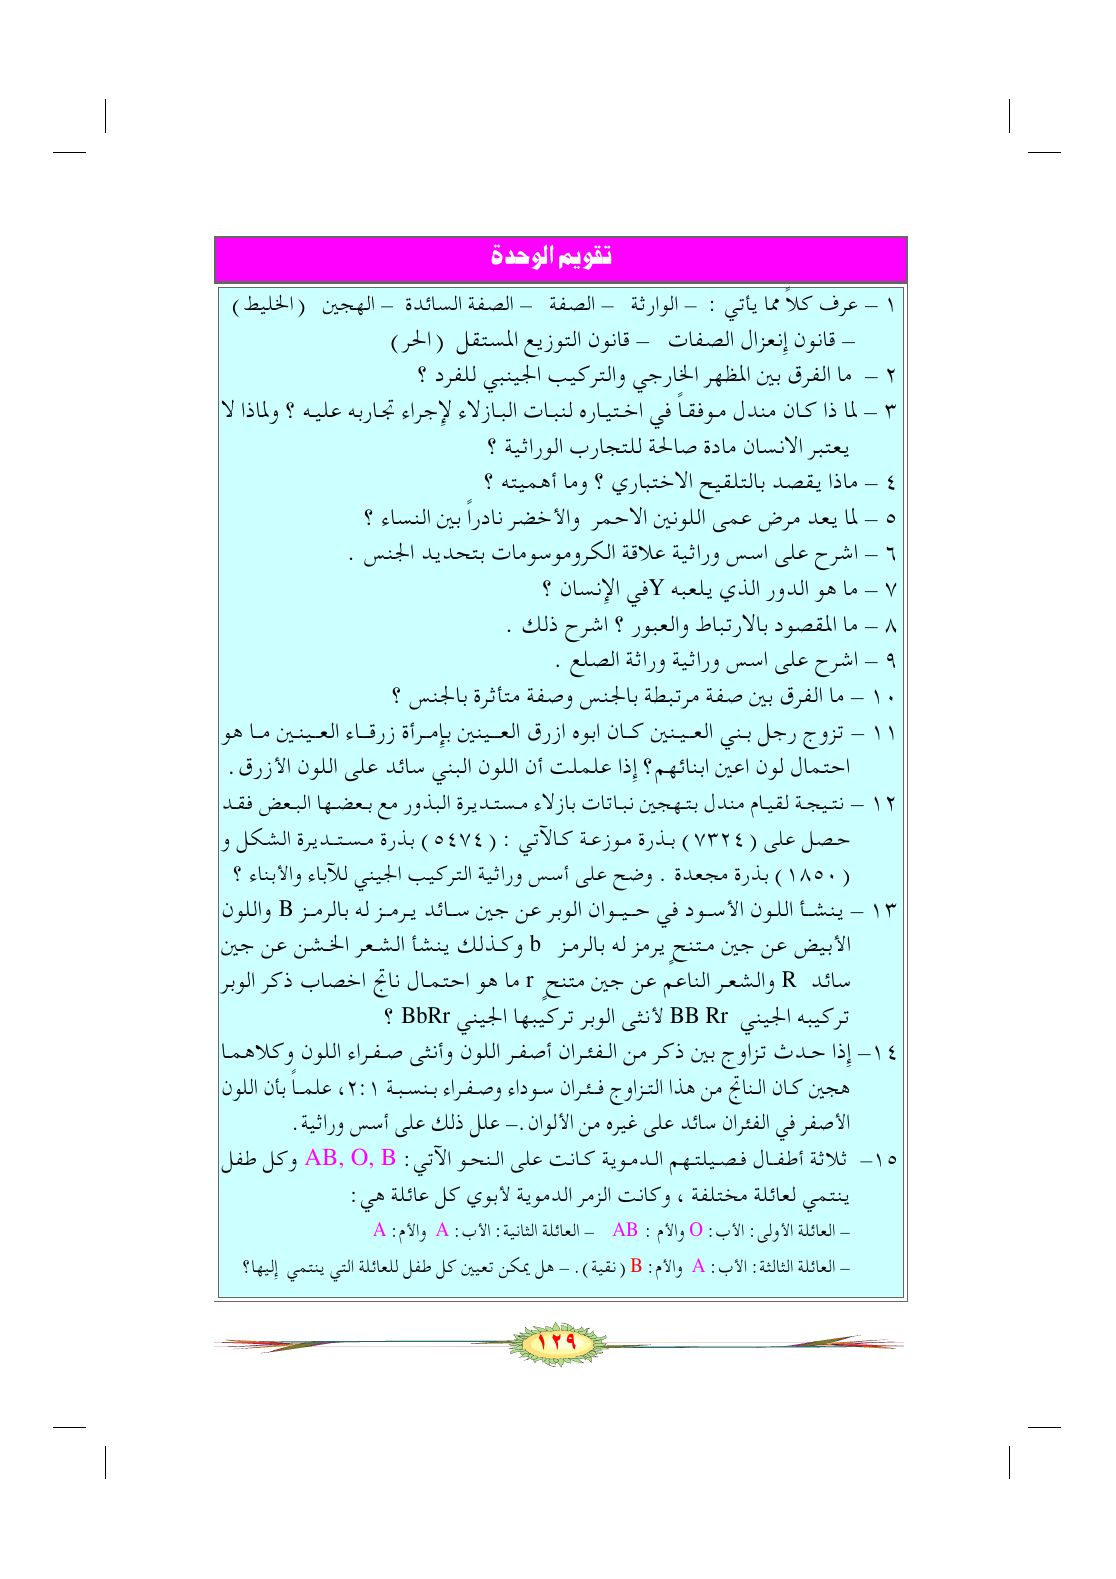 تقويم الوحدة
١ – عرف كلاً مما يأتي : – الوارثة – الصفة – الصفة السائدة – الهجين ( الخليط )
– قانون إنعزال الصفات – قانون التوزيع المستقل ( الحر )
٢ – ما الفرق بين المظهر الخارجي والتركيب الجينبي للفرد ؟
٣ – لما ذا كان مندل موفقاً في اختياره لنبات البازلاء لإجراء تجاربه عليه ؟ ولماذا لا
يعتبر الانسان مادة صالحة للتجارب الوراثية ؟
٤ – ماذا يقصد بالتلقيح الاختباري ؟ وما أهميته ؟
٥ – لما يعد مرض عمى اللونين الاحمر والأخضر نادراً بين النساء ؟
٦ – اشرح على اسس وراثية علاقة الكروموسومات بتحديد الجنس .
٧ – ما هو الدور الذي يلعبه Yفي الإنسان ؟
٨ – ما المقصود بالارتباط والعبور ؟ اشرح ذلك .
٩ – اشرح على اسس وراثية وراثة الصلع .
١٠ – ما الفرق بين صفة مرتبطة بالجنس وصفة متأثرة بالجنس ؟
١١ – تزوج رجل بني العينين كان ابوه ازرق العينين بإمرأة زرقاء العينين ما هو
احتمال لون اعين ابنائهم؟ إذا علملت أن اللون البني سائد على اللون الأزرق .
١٢ – نتيجة لقيام مندل بتهجين نباتات بازلاء مستديرة البذور مع بعضها البعض فقد
حصل على ( ٧٣٢٤ ) بذرة موزعة كالآتي : ( ٥٤٧٤ ) بذرة مستديرة الشكل و
( ١٨٥٠ ) بذرة مجعدة . وضح على أسس وراثية التركيب الجيني للآباء والأبناء ؟
١٣ – ينشأ اللون الأسود في حيوان الوبر عن جين سائد يرمز له بالرمز B واللون
الأبيض عن جين متنحٍ يرمز له بالرمز b وكذلك ينشأ الشعر الخشن عن جين
سائد R والشعر الناعم عن جين متنحٍ r ما هو احتمال ناتج اخصاب ذكر الوبر
تركيبه الجيني BB Rr لأنثى الوبر تركيبها الجيني BbRr ؟
١٤– إذا حدث تزاوج بين ذكر من الفئران أصفر اللون وأنثى صفراء اللون وكلاهما
هجين كان الناتج من هذا التزاوج فئران سوداء وصفراء بنسبة ٢:١، علماً بأن اللون
الأصفر في الفئران سائد على غيره من الألوان .– علل ذلك على أسس وراثية.
١٥– ثلاثة أطفال فصيلتهم الدموية كانت على النحو الآتي: AB, O, B وكل طفل
ينتمي لعائلة مختلفة ، وكانت الزمر الدموية لأبوي كل عائلة هي:
– العائلة الأولى: الأب: O والأم : AB – العائلة الثانية: الأب: A والأم: A
– العائلة الثالثة: الأب: A والأم: B ( نقية ). – هل يمكن تعيين كل طفل للعائلة التي ينتمي إليها؟
١٢٩